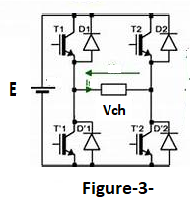 T1 D1 T2 D2
E
Vch
T'1 D'1 T'2 D'2
Figure-3-